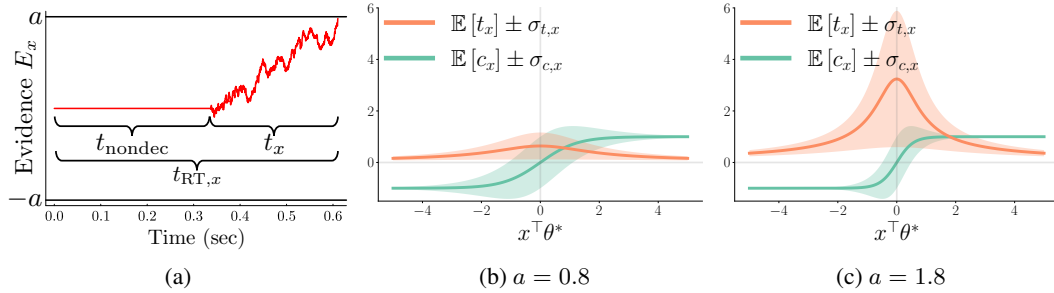 a
Evidence E_x
−a
t_nondec
t_x
t_RT,x
0.0 0.1 0.2 0.3 0.4 0.5 0.6
Time (sec)
(a)
6
4
2
0
𝔼 [t_x] ± σ_t,x
𝔼 [c_x] ± σ_c,x
−4 −2 0 2 4
x^⊤θ*
(b) a = 0.8
6
4
2
0
𝔼 [t_x] ± σ_t,x
𝔼 [c_x] ± σ_c,x
−4 −2 0 2 4
x^⊤θ*
(c) a = 1.8